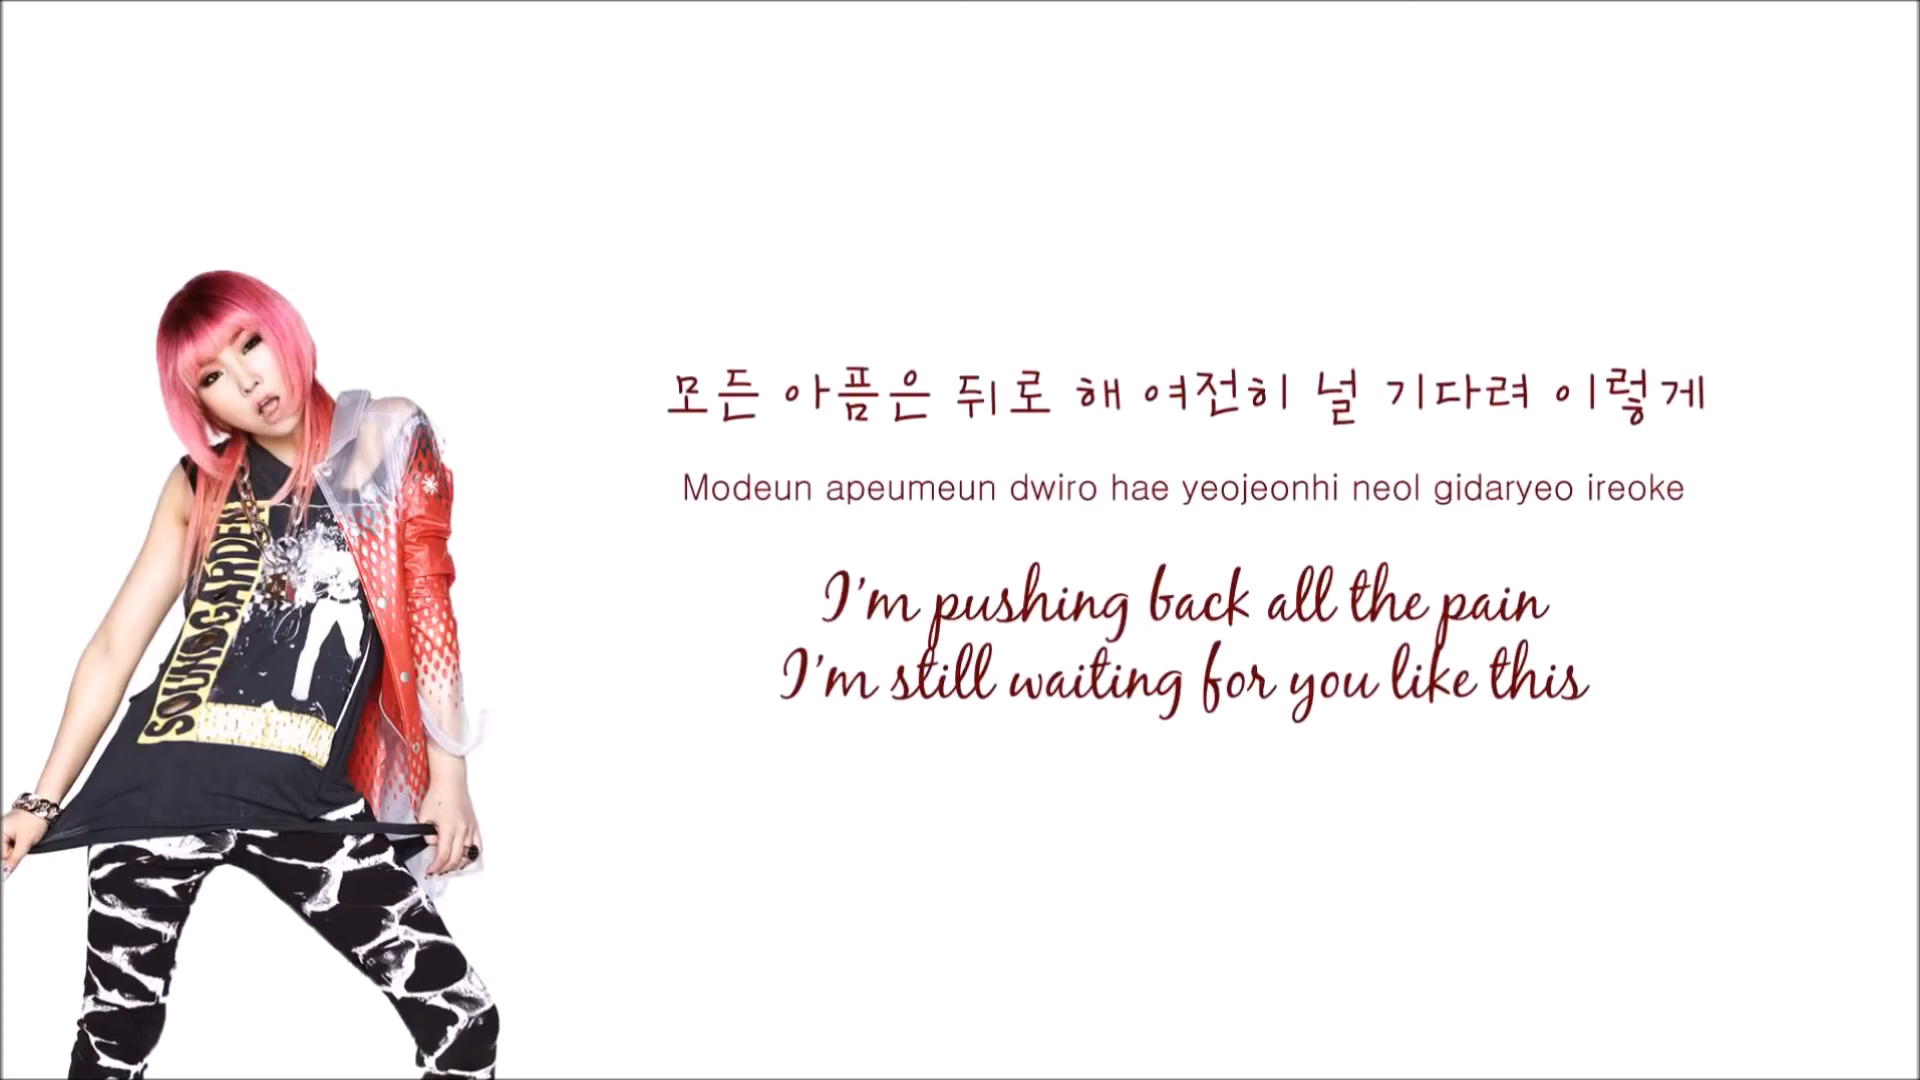 모든 아픔은 뒤로 해 여전히 널 기다려 이렇게
Modeun apeumeun dwiro hae yeojeonhi neol gidaryeo ireoke
I'm pushing back all the pain
I'm still waiting for you like this
SOUNDGARDEN